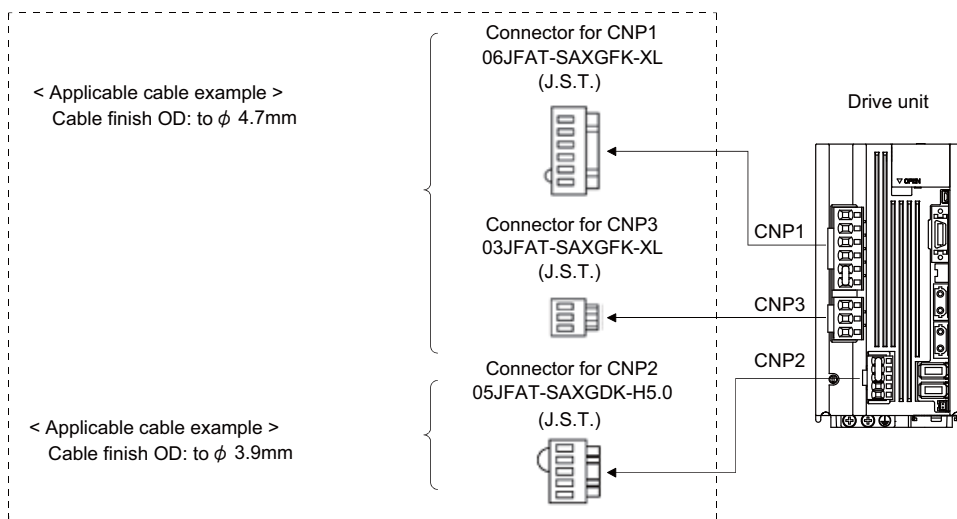 Connector for CNP1
06JFAT-SAXGFK-XL
(J.S.T.)
< Applicable cable example >
Cable finish OD: to φ 4.7mm
Drive unit
▽ OPEN
CNP1
Connector for CNP3
03JFAT-SAXGFK-XL
(J.S.T.)
CNP3
CNP2
Connector for CNP2
05JFAT-SAXGDK-H5.0
(J.S.T.)
< Applicable cable example >
Cable finish OD: to φ 3.9mm